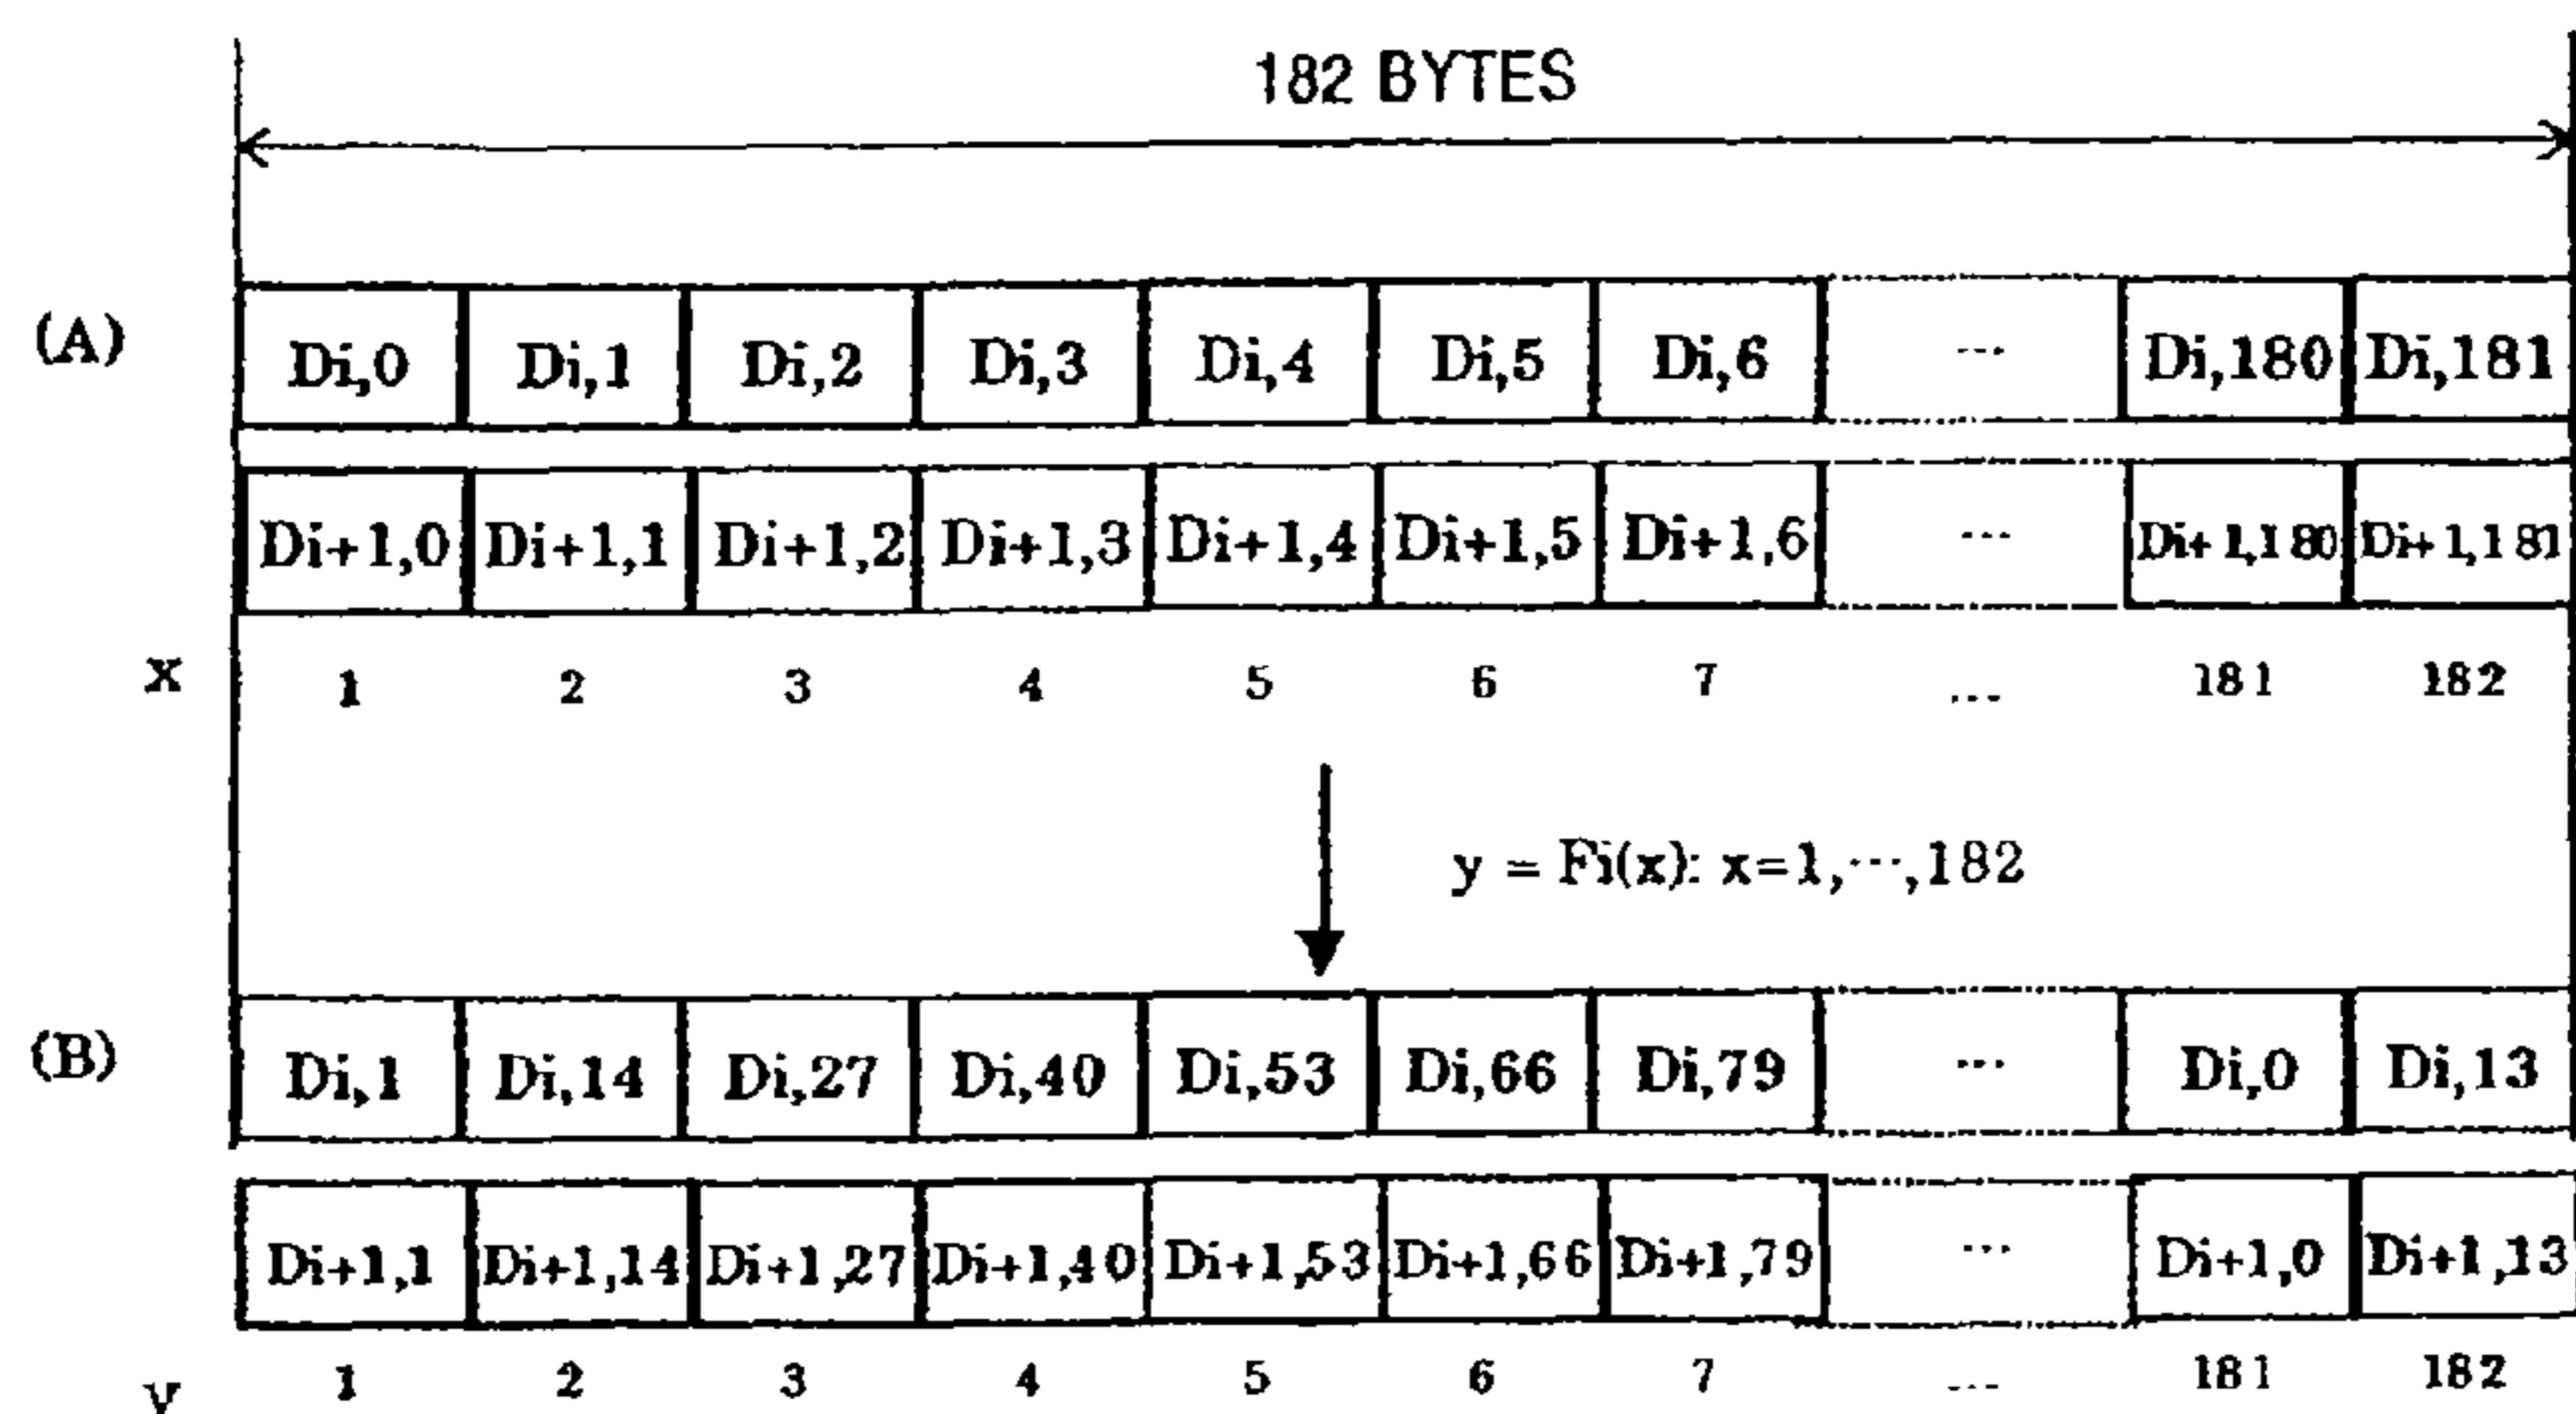 182 BYTES
(A)
Di,0 Di,1 Di,2 Di,3 Di,4 Di,5 Di,6 ... Di,180 Di,181
Di+1,0 Di+1,1 Di+1,2 Di+1,3 Di+1,4 Di+1,5 Di+1,6 ... Di+1,180 Di+1,181
x 1 2 3 4 5 6 7 ... 181 182
y = Fi(x): x=1,...,182
(B)
Di,1 Di,14 Di,27 Di,40 Di,53 Di,66 Di,79 ... Di,0 Di,13
Di+1,1 Di+1,14 Di+1,27 Di+1,40 Di+1,53 Di+1,66 Di+1,79 ... Di+1,0 Di+1,13
y 1 2 3 4 5 6 7 ... 181 182